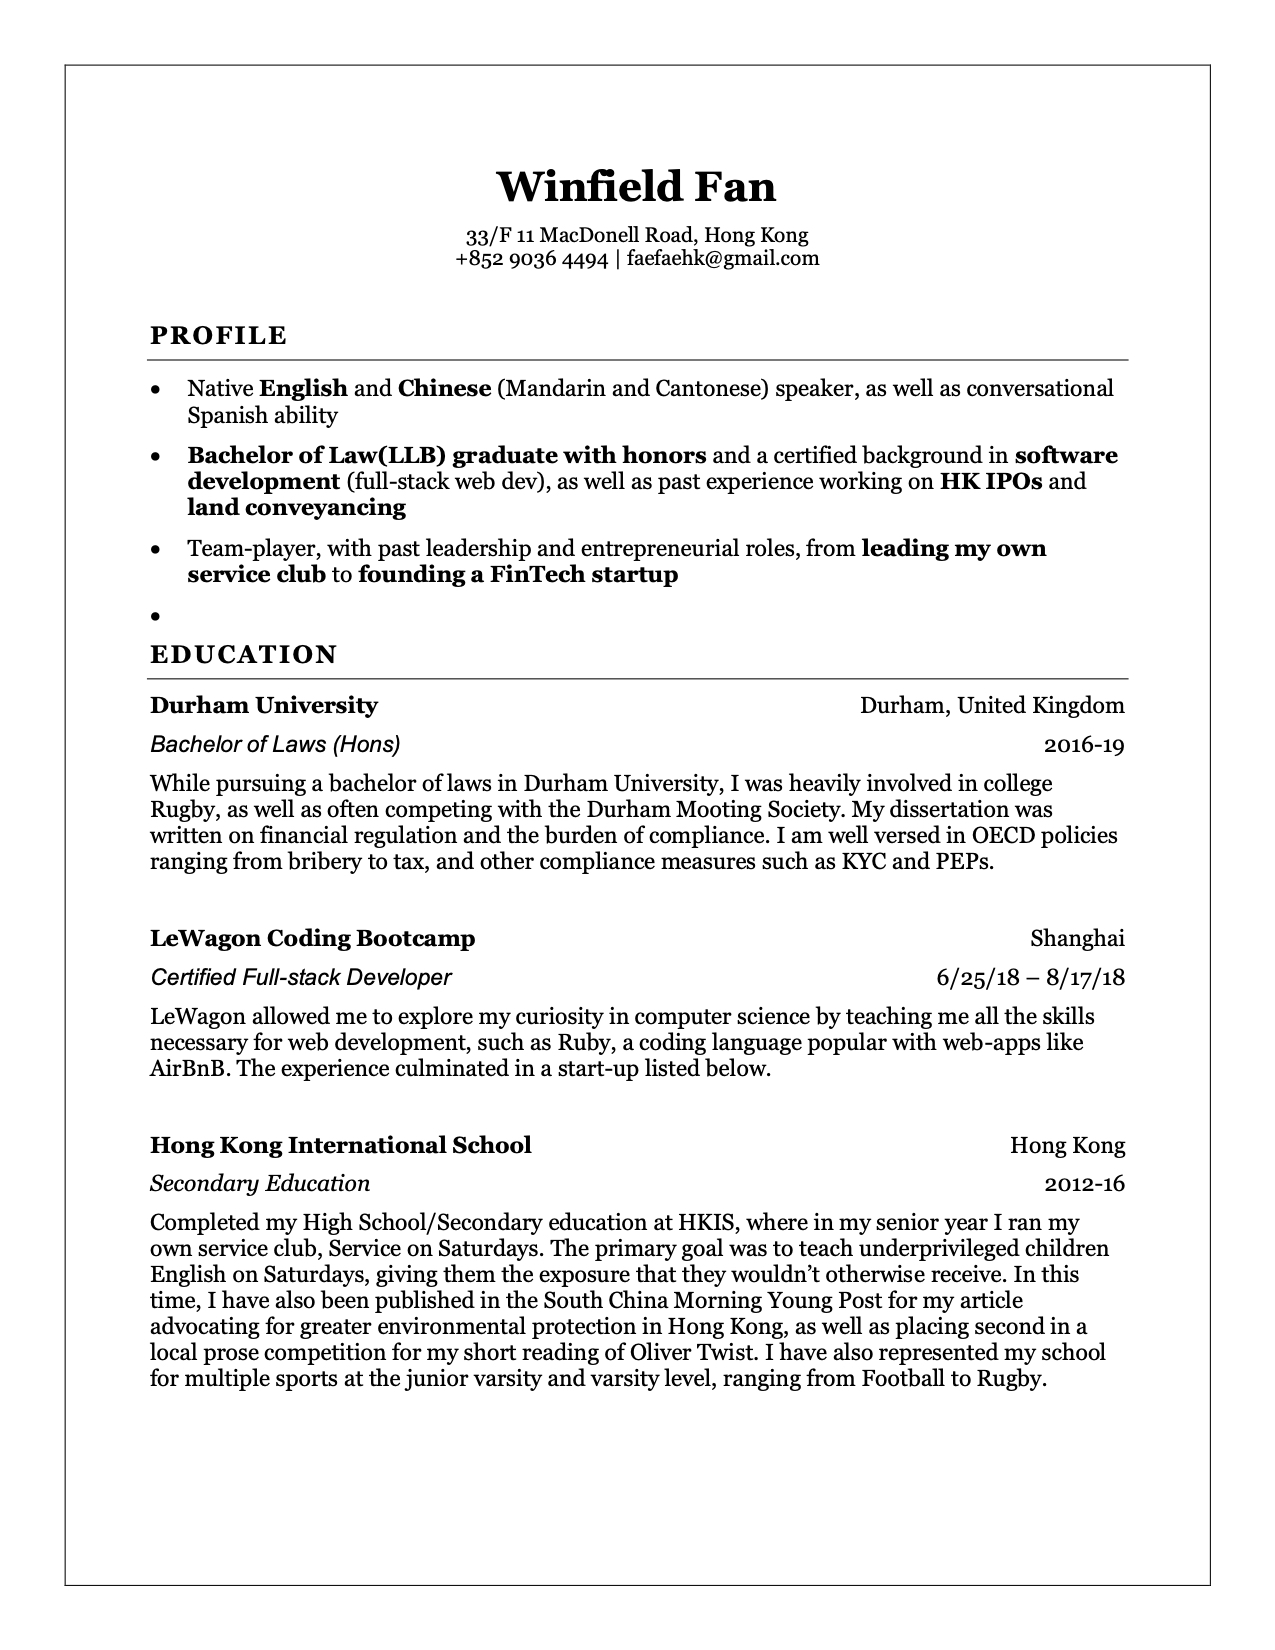 Winfield Fan
33/F 11 MacDonell Road, Hong Kong
+852 9036 4494 | faefaehk@gmail.com
PROFILE
• Native English and Chinese (Mandarin and Cantonese) speaker, as well as conversational
Spanish ability
• Bachelor of Law(LLB) graduate with honors and a certified background in software
development (full-stack web dev), as well as past experience working on HK IPOs and
land conveyancing
• Team-player, with past leadership and entrepreneurial roles, from leading my own
service club to founding a FinTech startup
•
EDUCATION
Durham University Durham, United Kingdom
Bachelor of Laws (Hons) 2016-19
While pursuing a bachelor of laws in Durham University, I was heavily involved in college
Rugby, as well as often competing with the Durham Mooting Society. My dissertation was
written on financial regulation and the burden of compliance. I am well versed in OECD policies
ranging from bribery to tax, and other compliance measures such as KYC and PEPs.
LeWagon Coding Bootcamp Shanghai
Certified Full-stack Developer 6/25/18 – 8/17/18
LeWagon allowed me to explore my curiosity in computer science by teaching me all the skills
necessary for web development, such as Ruby, a coding language popular with web-apps like
AirBnB. The experience culminated in a start-up listed below.
Hong Kong International School Hong Kong
Secondary Education 2012-16
Completed my High School/Secondary education at HKIS, where in my senior year I ran my
own service club, Service on Saturdays. The primary goal was to teach underprivileged children
English on Saturdays, giving them the exposure that they wouldn’t otherwise receive. In this
time, I have also been published in the South China Morning Young Post for my article
advocating for greater environmental protection in Hong Kong, as well as placing second in a
local prose competition for my short reading of Oliver Twist. I have also represented my school
for multiple sports at the junior varsity and varsity level, ranging from Football to Rugby.